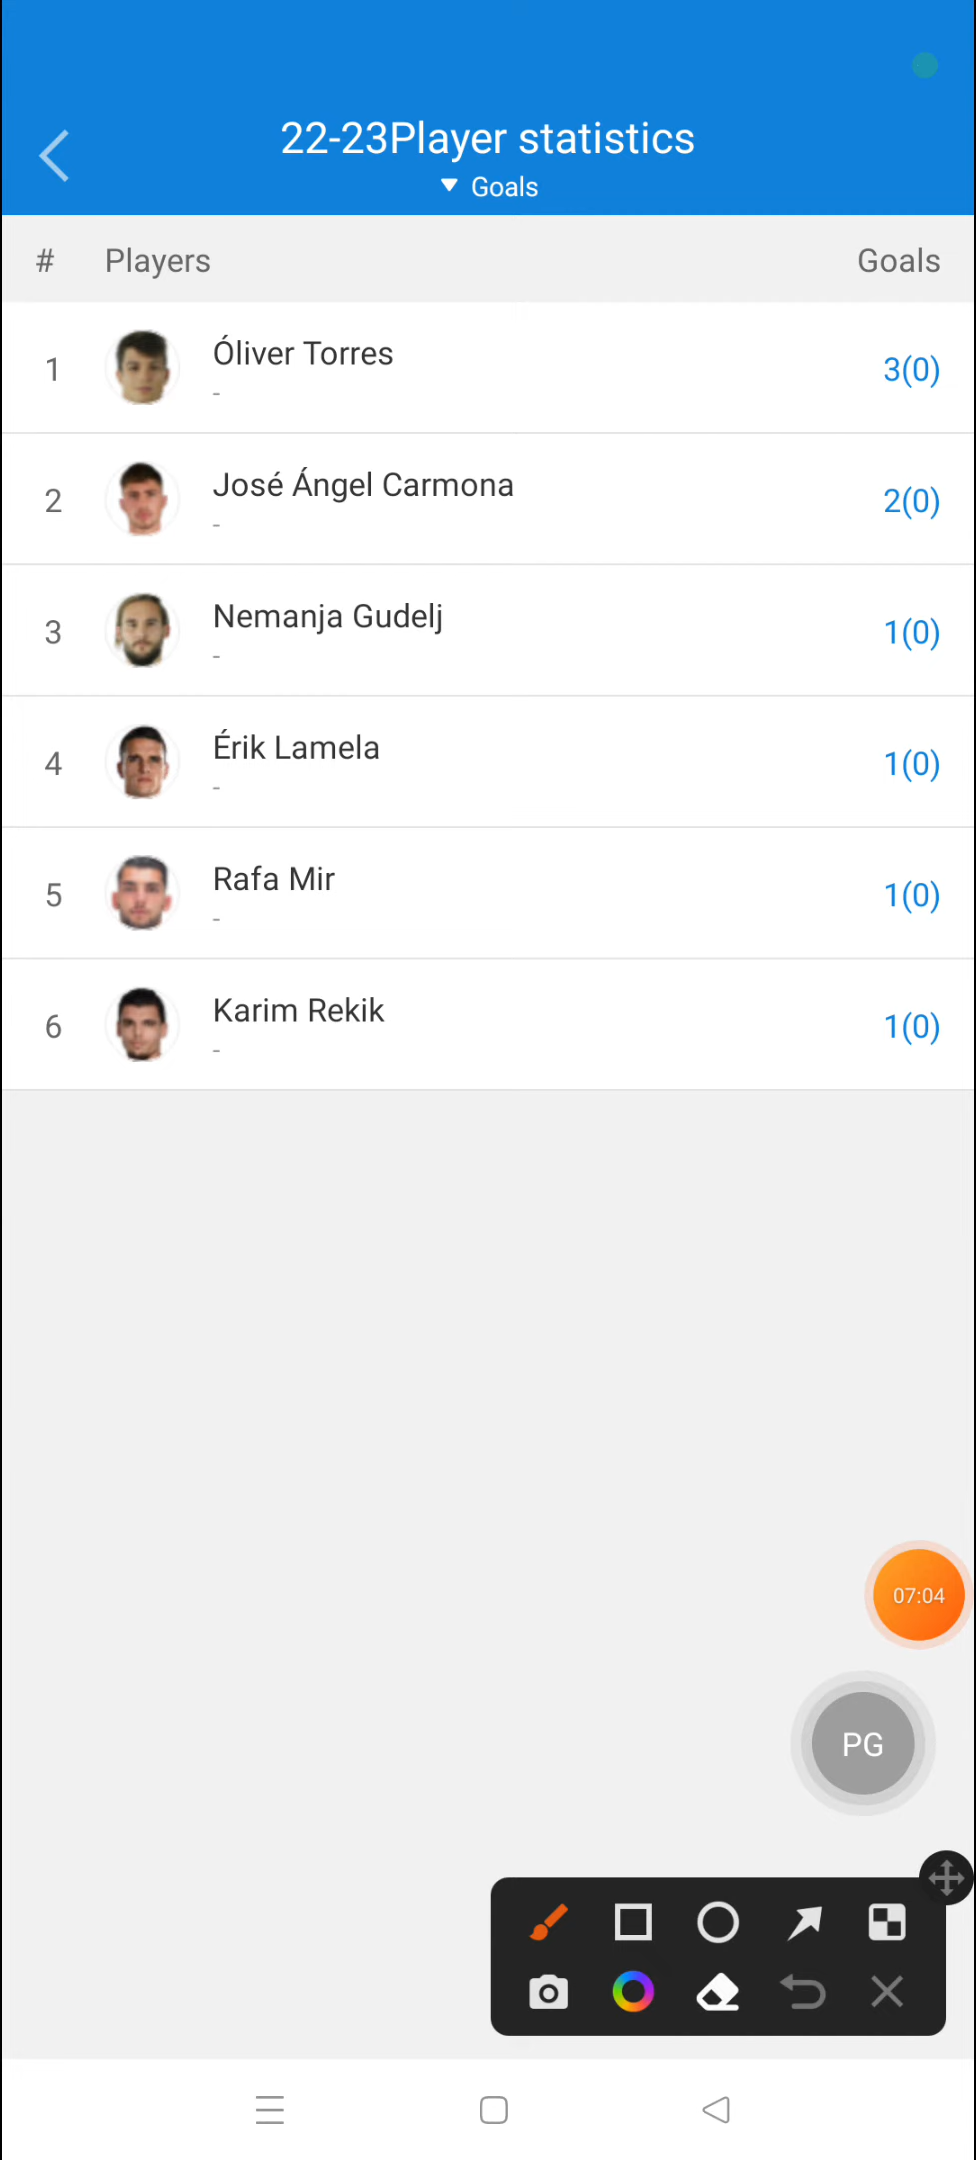 22-23Player statistics
Goals
# Players Goals
1 Óliver Torres 3(0)
-
2 José Ángel Carmona 2(0)
-
3 Nemanja Gudelj 1(0)
-
4 Érik Lamela 1(0)
-
5 Rafa Mir 1(0)
-
6 Karim Rekik 1(0)
-
07:04
PG